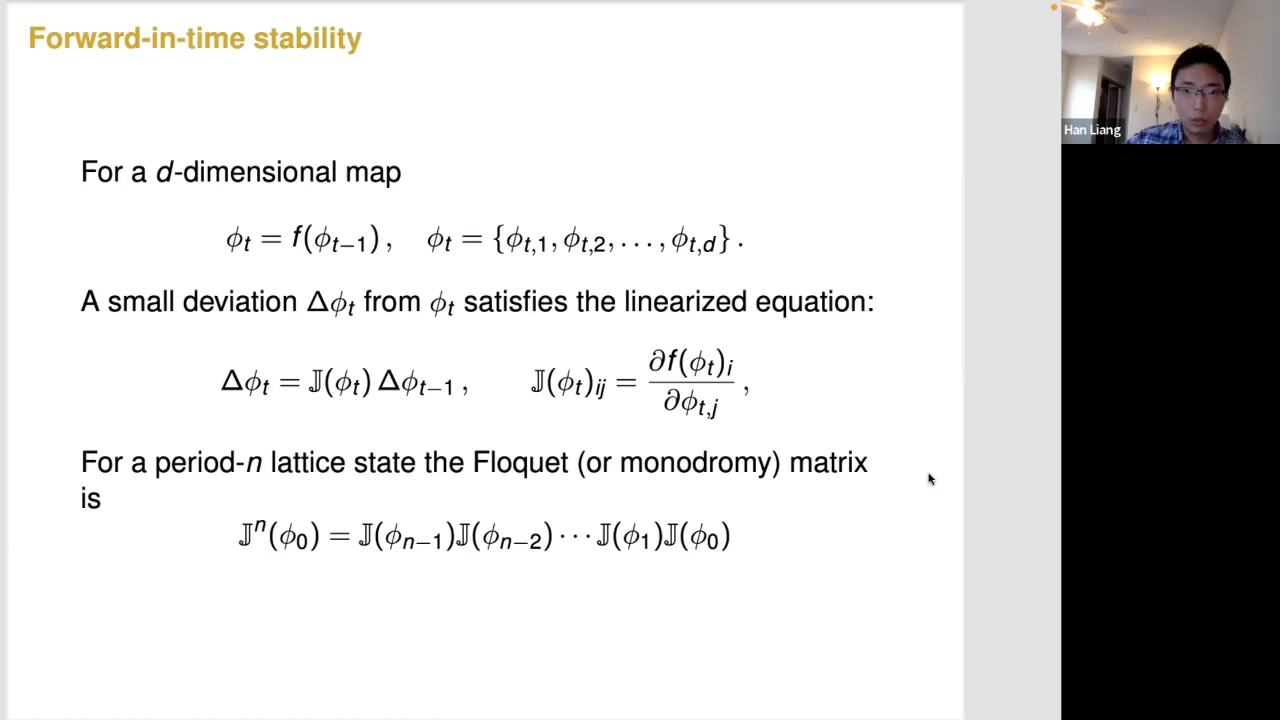 Forward-in-time stability
For a d-dimensional map
ϕ_t = f(ϕ_{t−1}) ,   ϕ_t = {ϕ_{t,1}, ϕ_{t,2}, . . . , ϕ_{t,d}} .
A small deviation Δϕ_t from ϕ_t satisfies the linearized equation:
Δϕ_t = 𝕁(ϕ_t) Δϕ_{t−1} ,   𝕁(ϕ_t)_{ij} = ∂f(ϕ_t)_i / ∂ϕ_{t,j} ,
For a period-n lattice state the Floquet (or monodromy) matrix
is
𝕁^n(ϕ_0) = 𝕁(ϕ_{n−1})𝕁(ϕ_{n−2}) · · · 𝕁(ϕ_1)𝕁(ϕ_0)
Han Liang